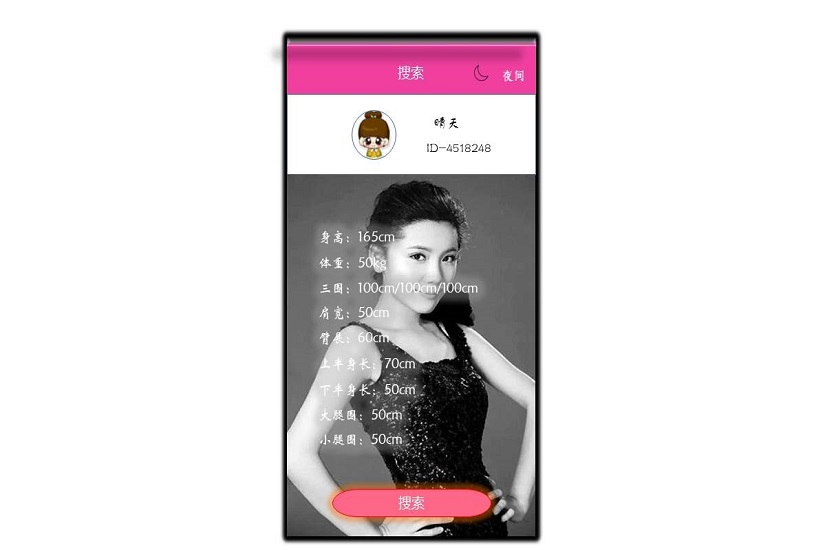 搜索 夜间
晴天
ID-4518248
身高：165cm
体重：50kg
三围：100cm/100cm/100cm
肩宽：50cm
臂展：60cm
上半身长：70cm
下半身长：50cm
大腿围：50cm
小腿围：50cm
搜索